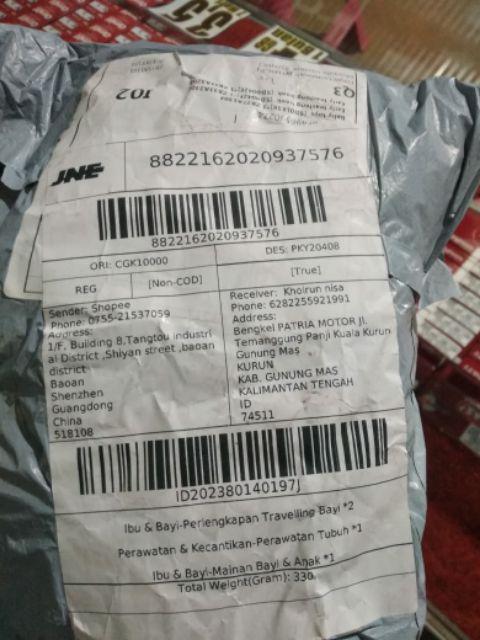 Q3
J02
JNE
8822162020937576
8822162020937576
ORI: CGK10000
DES: PKY20408
REG
[Non-COD]
[True]
Sender: Shopee
Phone: 0755-21537059
Address:
1/F, Building 8,Tangtou industri
al District ,Shiyan street ,baoan
district
Baoan
Shenzhen
Guangdong
China
518108
Receiver: Khoirun nisa
Phone: 6282255921991
Address:
Bengkel PATRIA MOTOR Jl.
Temanggung Panji Kuala Kurun
Gunung Mas
KURUN
KAB. GUNUNG MAS
KALIMANTAN TENGAH
ID
74511
ID202380140197J
Ibu & Bayi-Perlengkapan Travelling Bayi *2
Perawatan & Kecantikan-Perawatan Tubuh *1
Ibu & Bayi-Mainan Bayi & Anak *1
Total Weight(Gram): 330